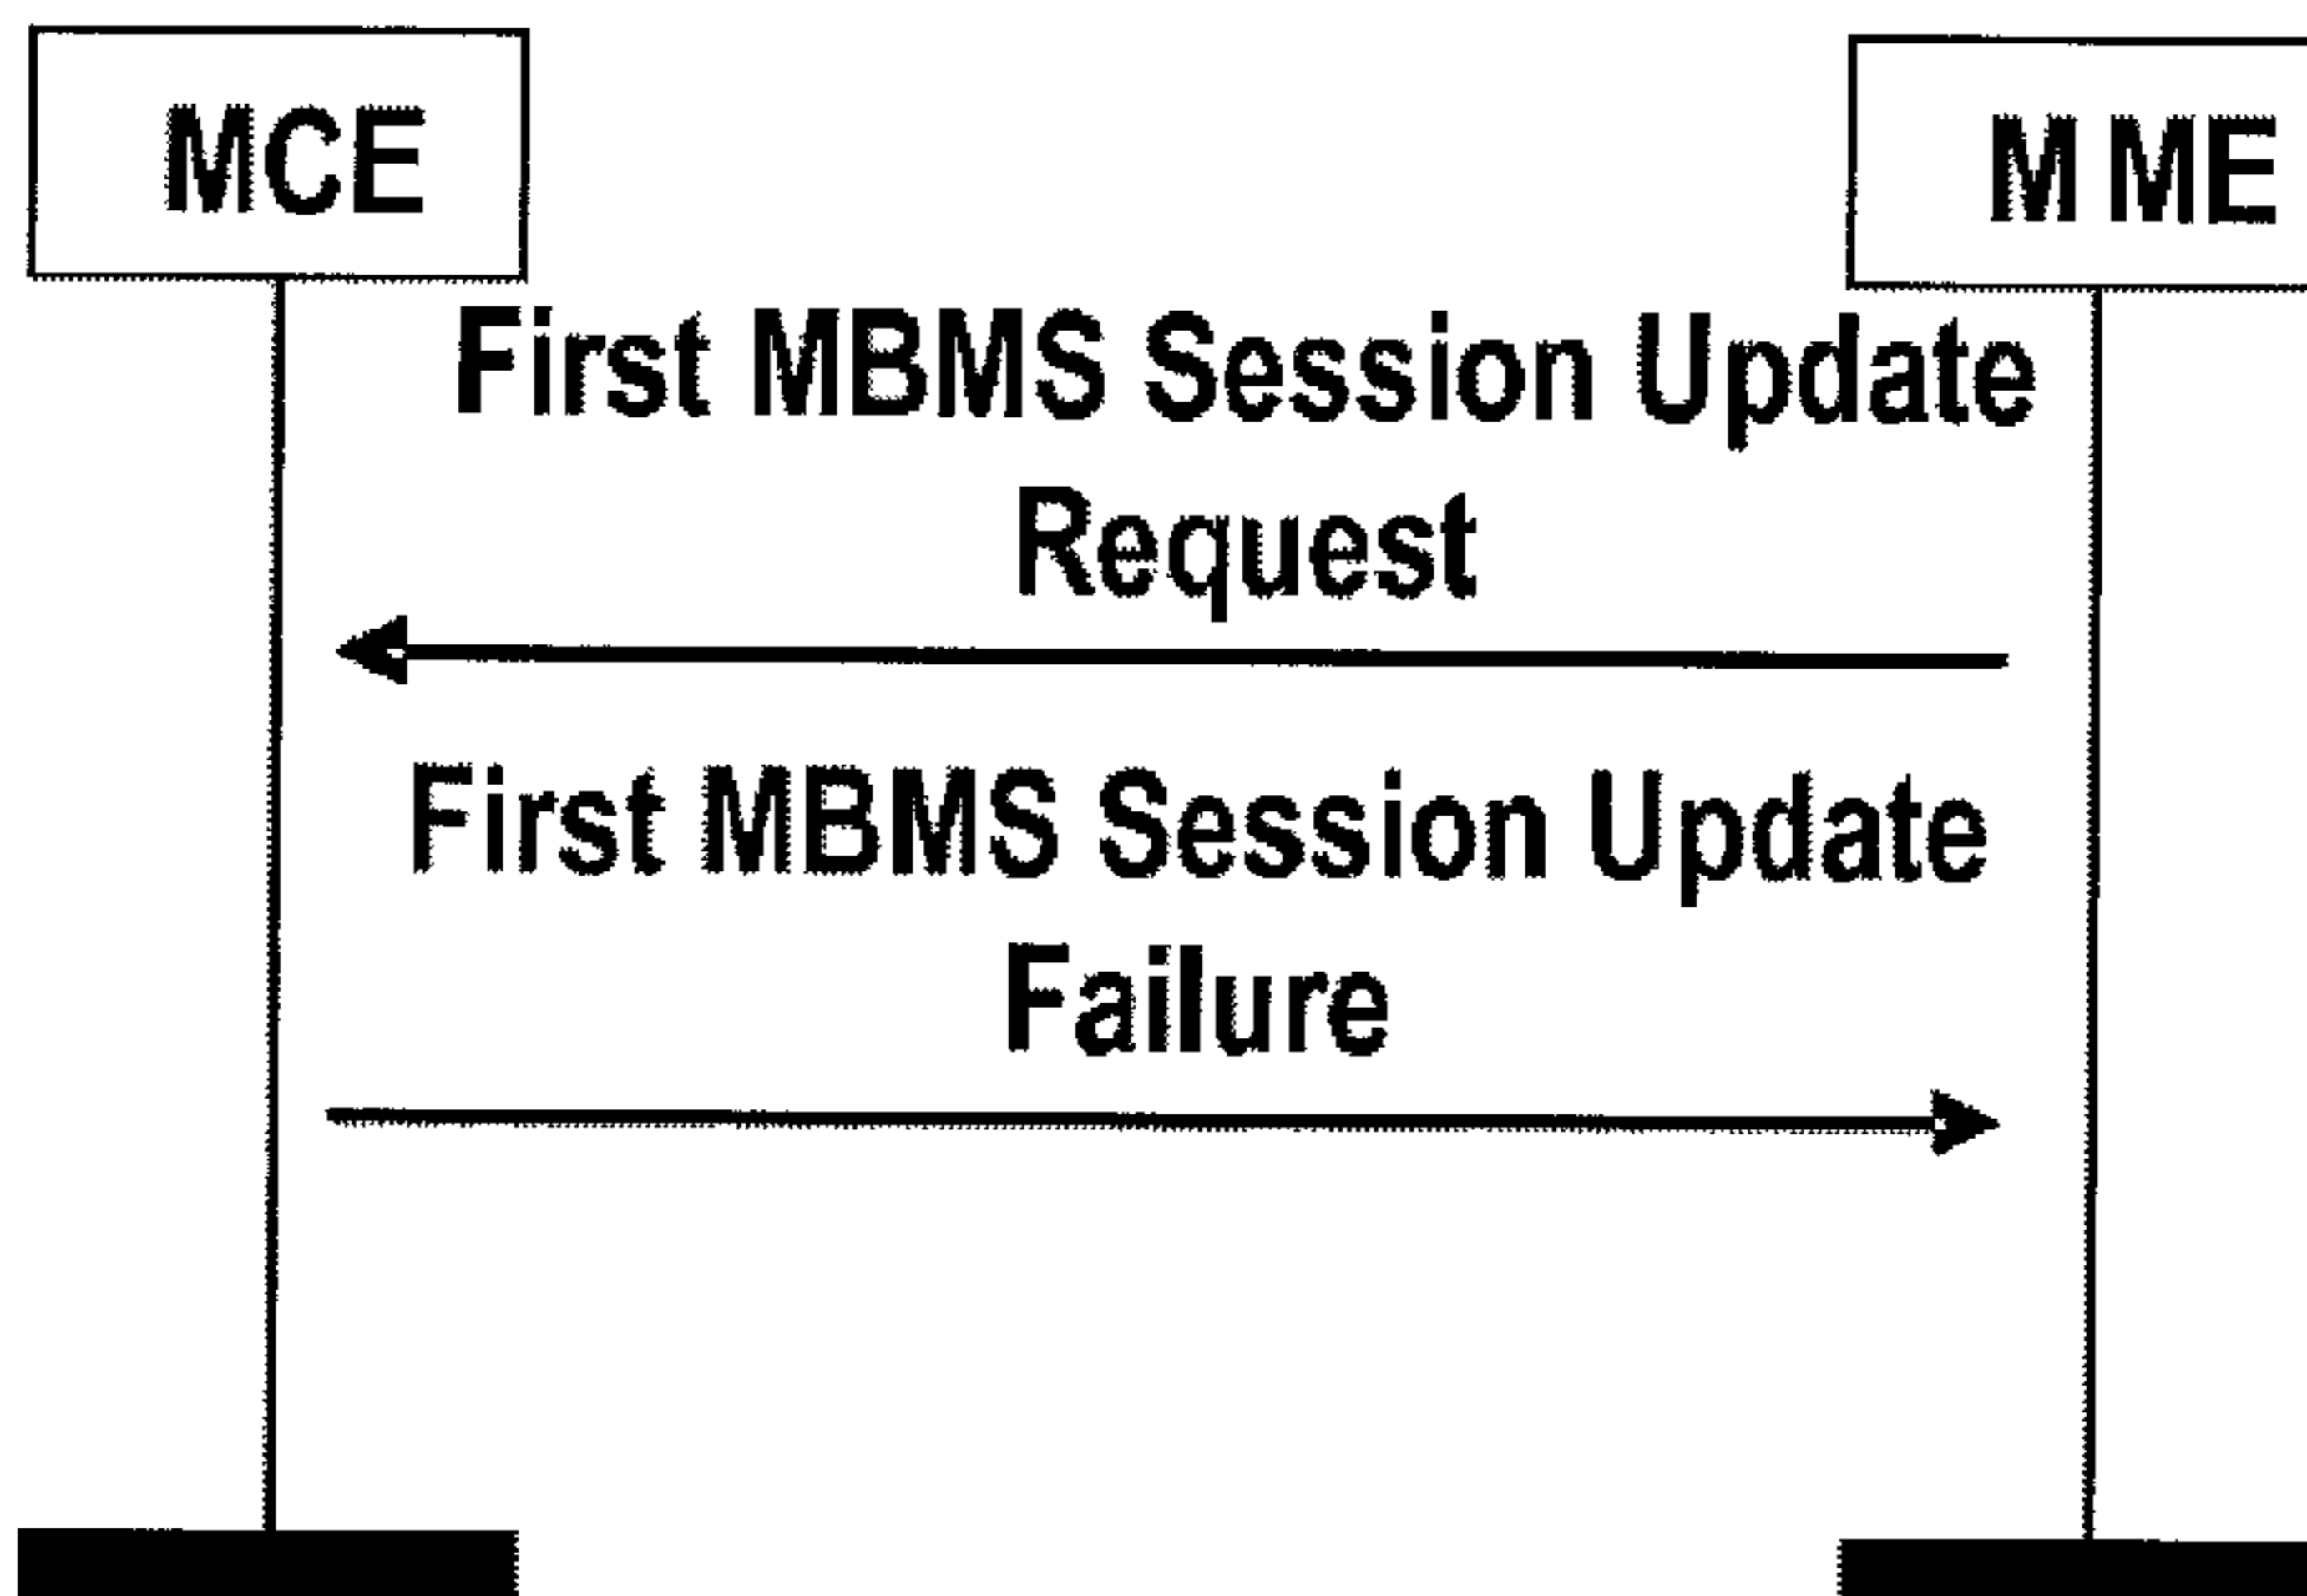 MCE
M ME
First MBMS Session Update
Request
First MBMS Session Update
Failure